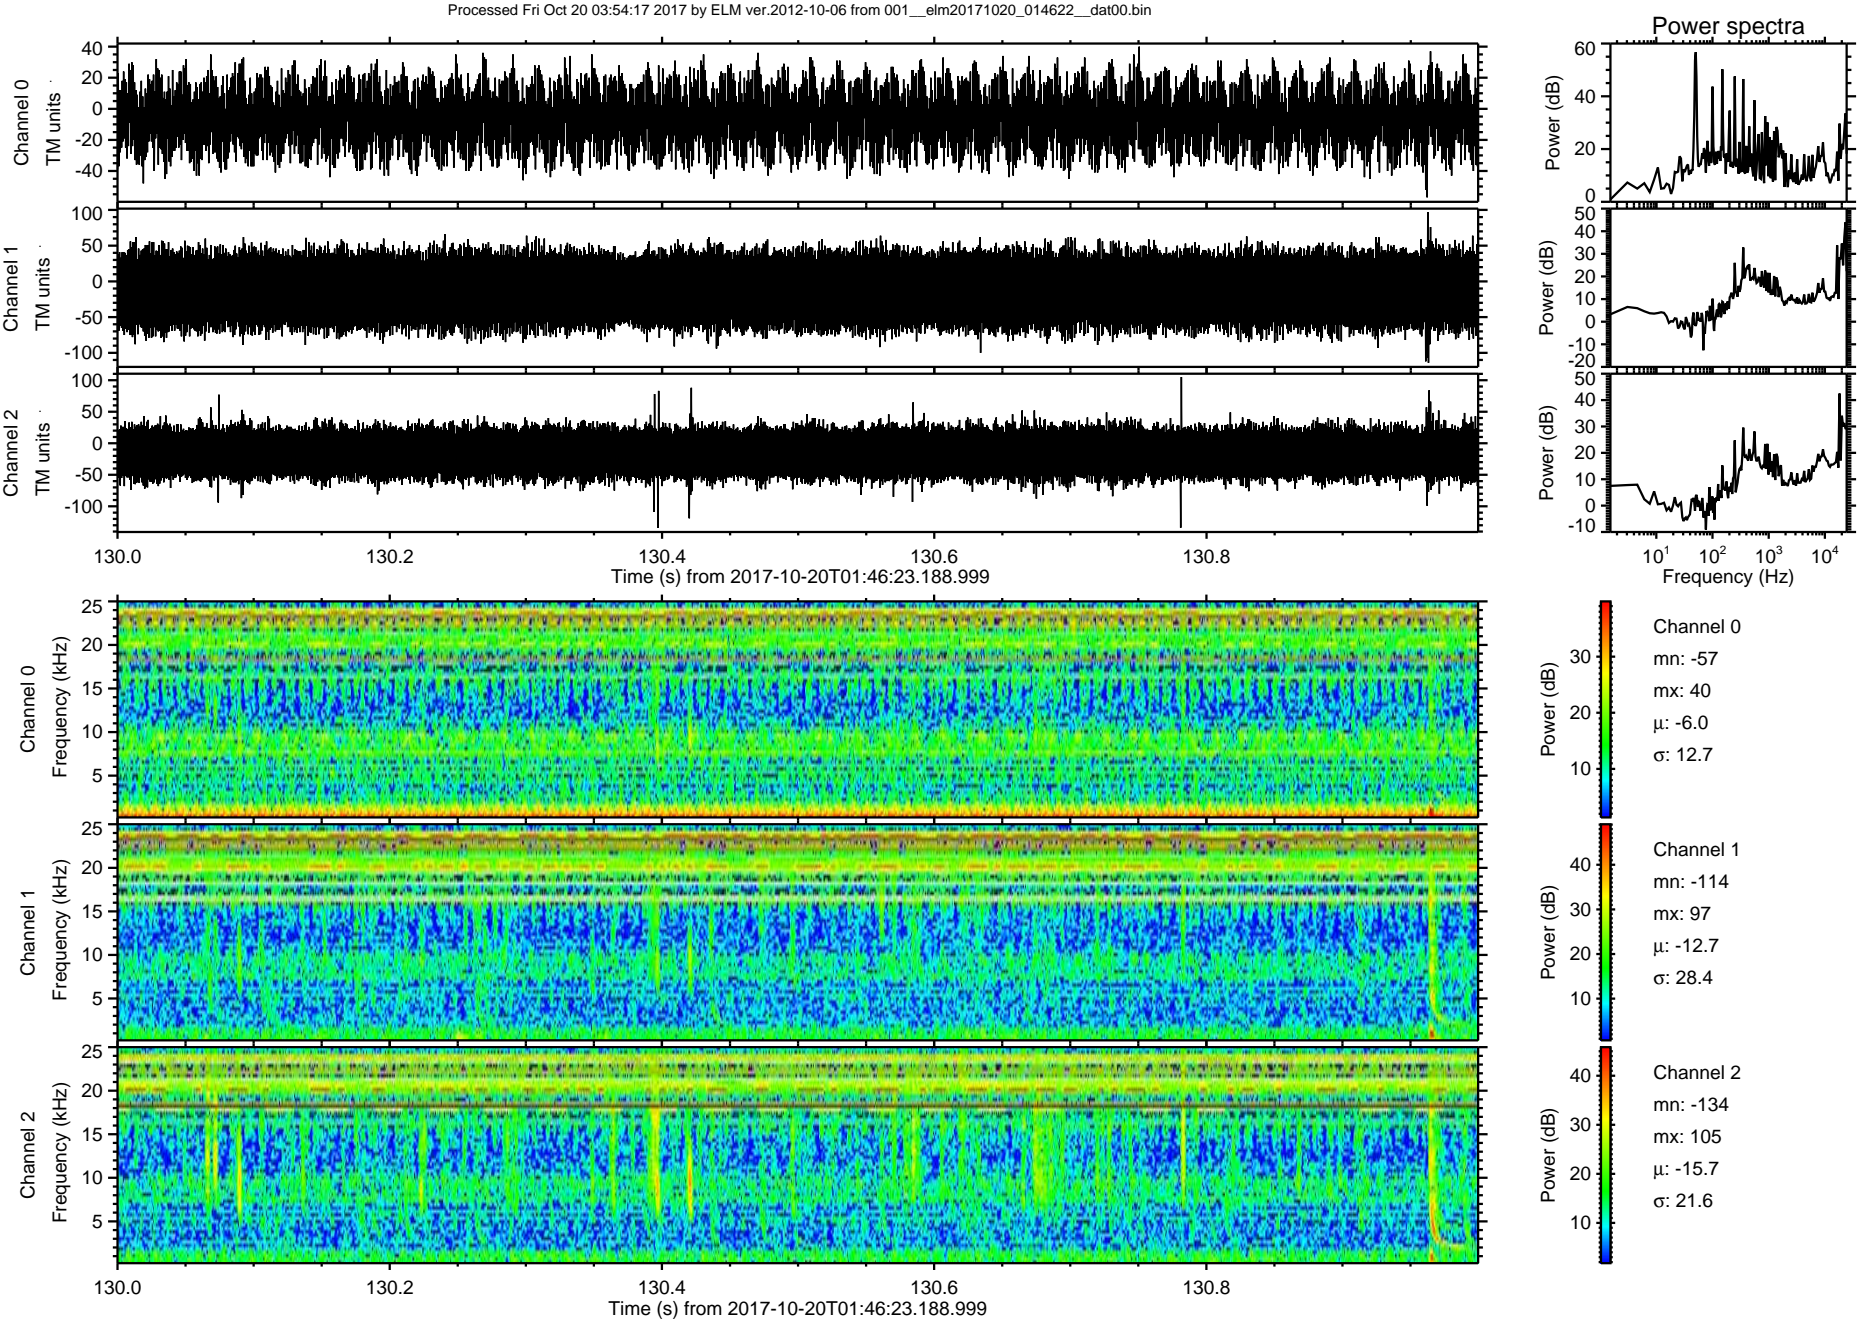 Processed Fri Oct 20 03:54:17 2017 by ELM ver.2012-10-06 from 001__elm20171020_014622__dat00.bin
Power spectra
Channel 0
TM units
40
20
0
-20
-40
Power (dB)
60
40
20
0
Channel 1
TM units
100
50
0
-50
-100
Power (dB)
50
40
30
20
10
0
-10
-20
Channel 2
TM units
100
50
0
-50
-100
Power (dB)
50
40
30
20
10
0
-10
130.0 130.2 130.4 130.6 130.8
Time (s) from 2017-10-20T01:46:23.188.999
10¹ 10² 10³ 10⁴
Frequency (Hz)
Channel 0
Frequency (kHz)
25
20
15
10
5
Power (dB)
30
20
10
Channel 0
mn: -57
mx: 40
µ: -6.0
σ: 12.7
Channel 1
Frequency (kHz)
25
20
15
10
5
Power (dB)
40
30
20
10
Channel 1
mn: -114
mx: 97
µ: -12.7
σ: 28.4
Channel 2
Frequency (kHz)
25
20
15
10
5
Power (dB)
40
30
20
10
Channel 2
mn: -134
mx: 105
µ: -15.7
σ: 21.6
130.0 130.2 130.4 130.6 130.8
Time (s) from 2017-10-20T01:46:23.188.999